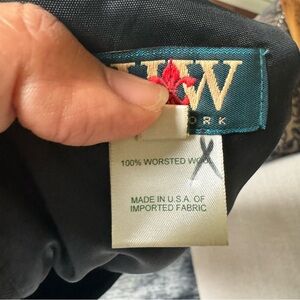 W
ORK
100% WORSTED WOOL
MADE IN U.S.A. OF
IMPORTED FABRIC